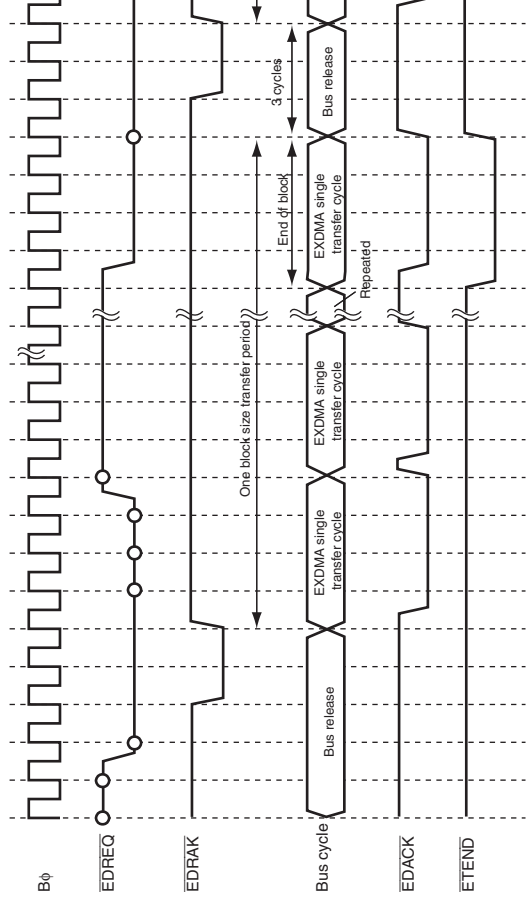 Bφ
EDREQ
EDRAK
One block size transfer period
End of block
3 cycles
Bus cycle
Bus release
EXDMA single
transfer cycle
EXDMA single
transfer cycle
Repeated
EXDMA single
transfer cycle
Bus release
EDACK
ETEND